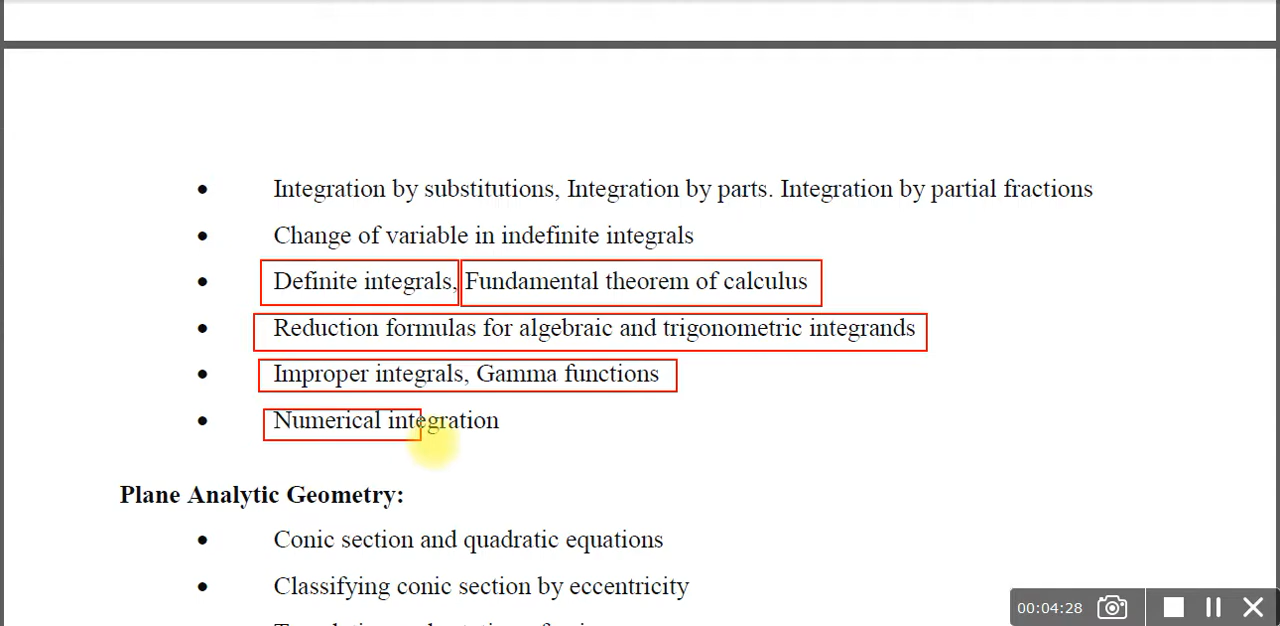 Integration by substitutions, Integration by parts. Integration by partial fractions
Change of variable in indefinite integrals
Definite integrals, Fundamental theorem of calculus
Reduction formulas for algebraic and trigonometric integrands
Improper integrals, Gamma functions
Numerical integration
Plane Analytic Geometry:
Conic section and quadratic equations
Classifying conic section by eccentricity
00:04:28